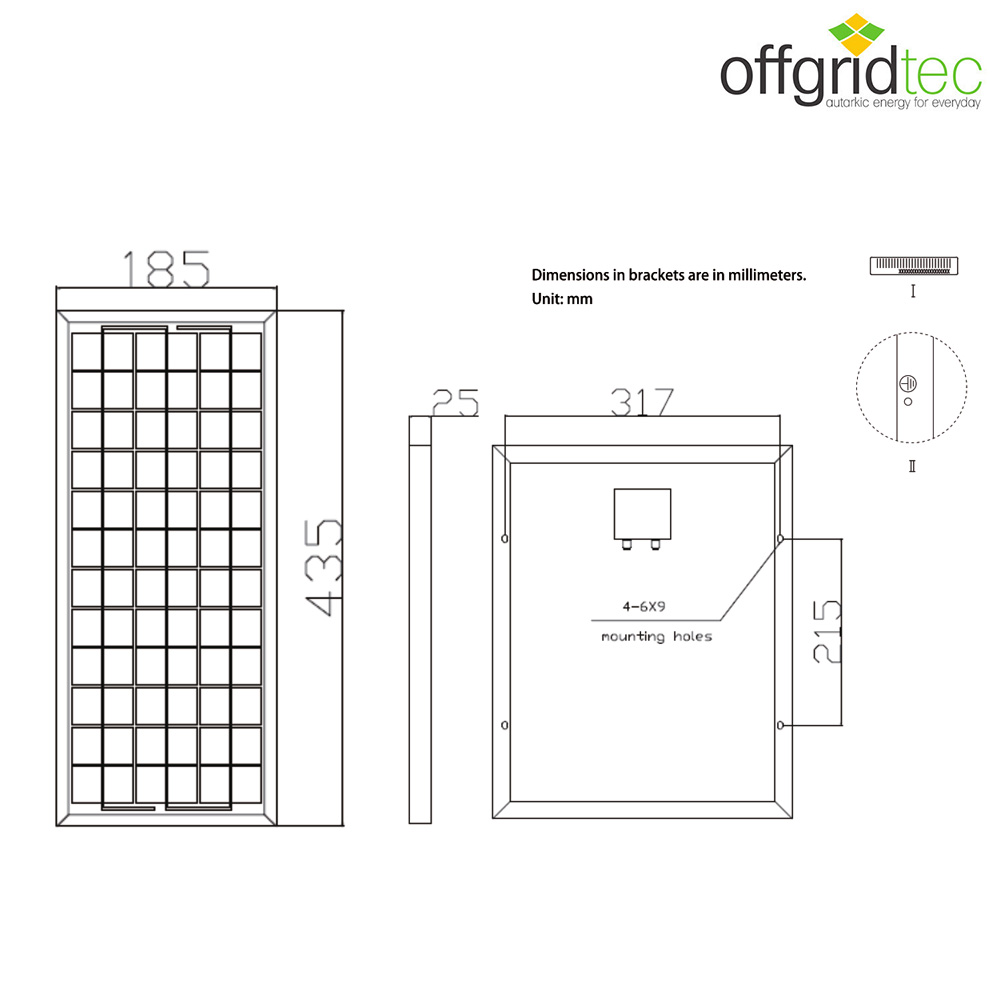 offgridtec
autarkic energy for everyday
185
Dimensions in brackets are in millimeters.
Unit: mm
I
25
317
II
435
4-6X9
mounting holes
215